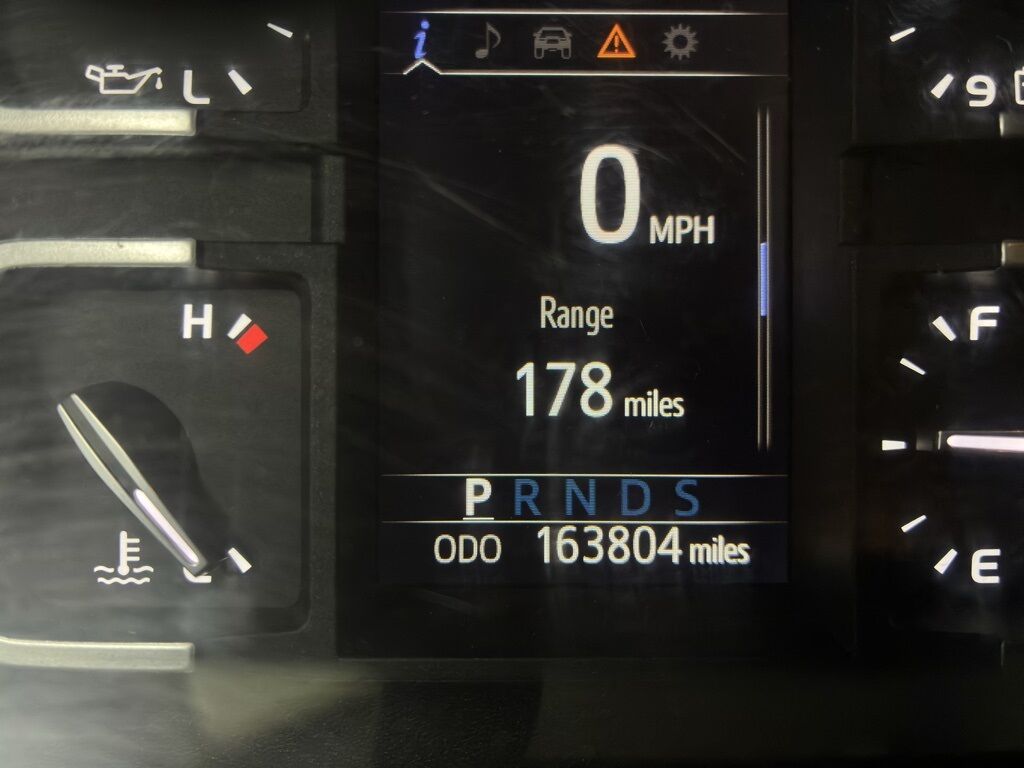 L
9
0 MPH
H
F
Range
178 miles
P R N D S
ODO 163804 miles
E